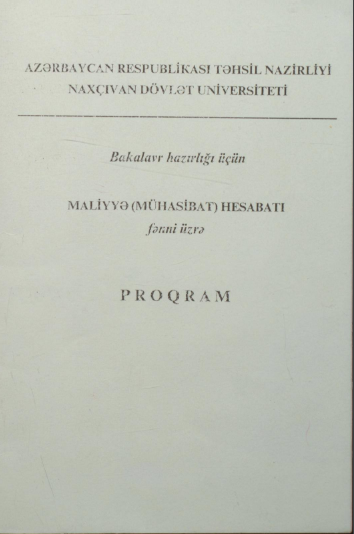 AZƏRBAYCAN RESPUBLİKASI TƏHSİL NAZİRLİYİ
NAXÇIVAN DÖVLƏT UNİVERSİTETİ
Bakalavr hazırlığı üçün
MALİYYƏ (MÜHASİBAT) HESABATI
fənni üzrə
PROQRAM